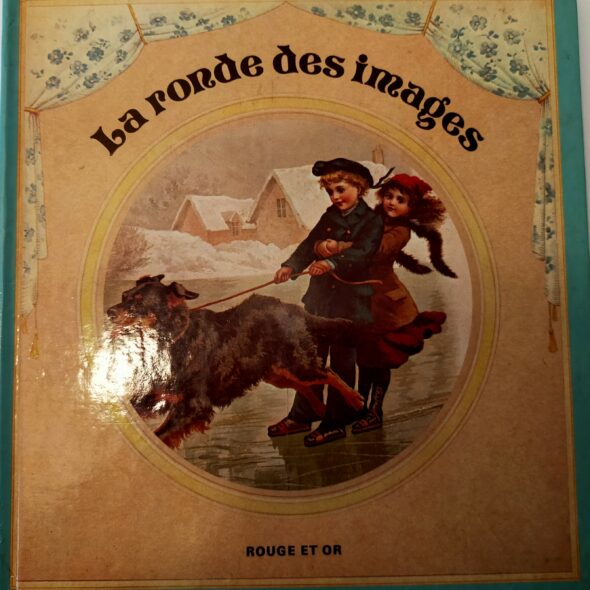 La ronde des images
ROUGE ET OR